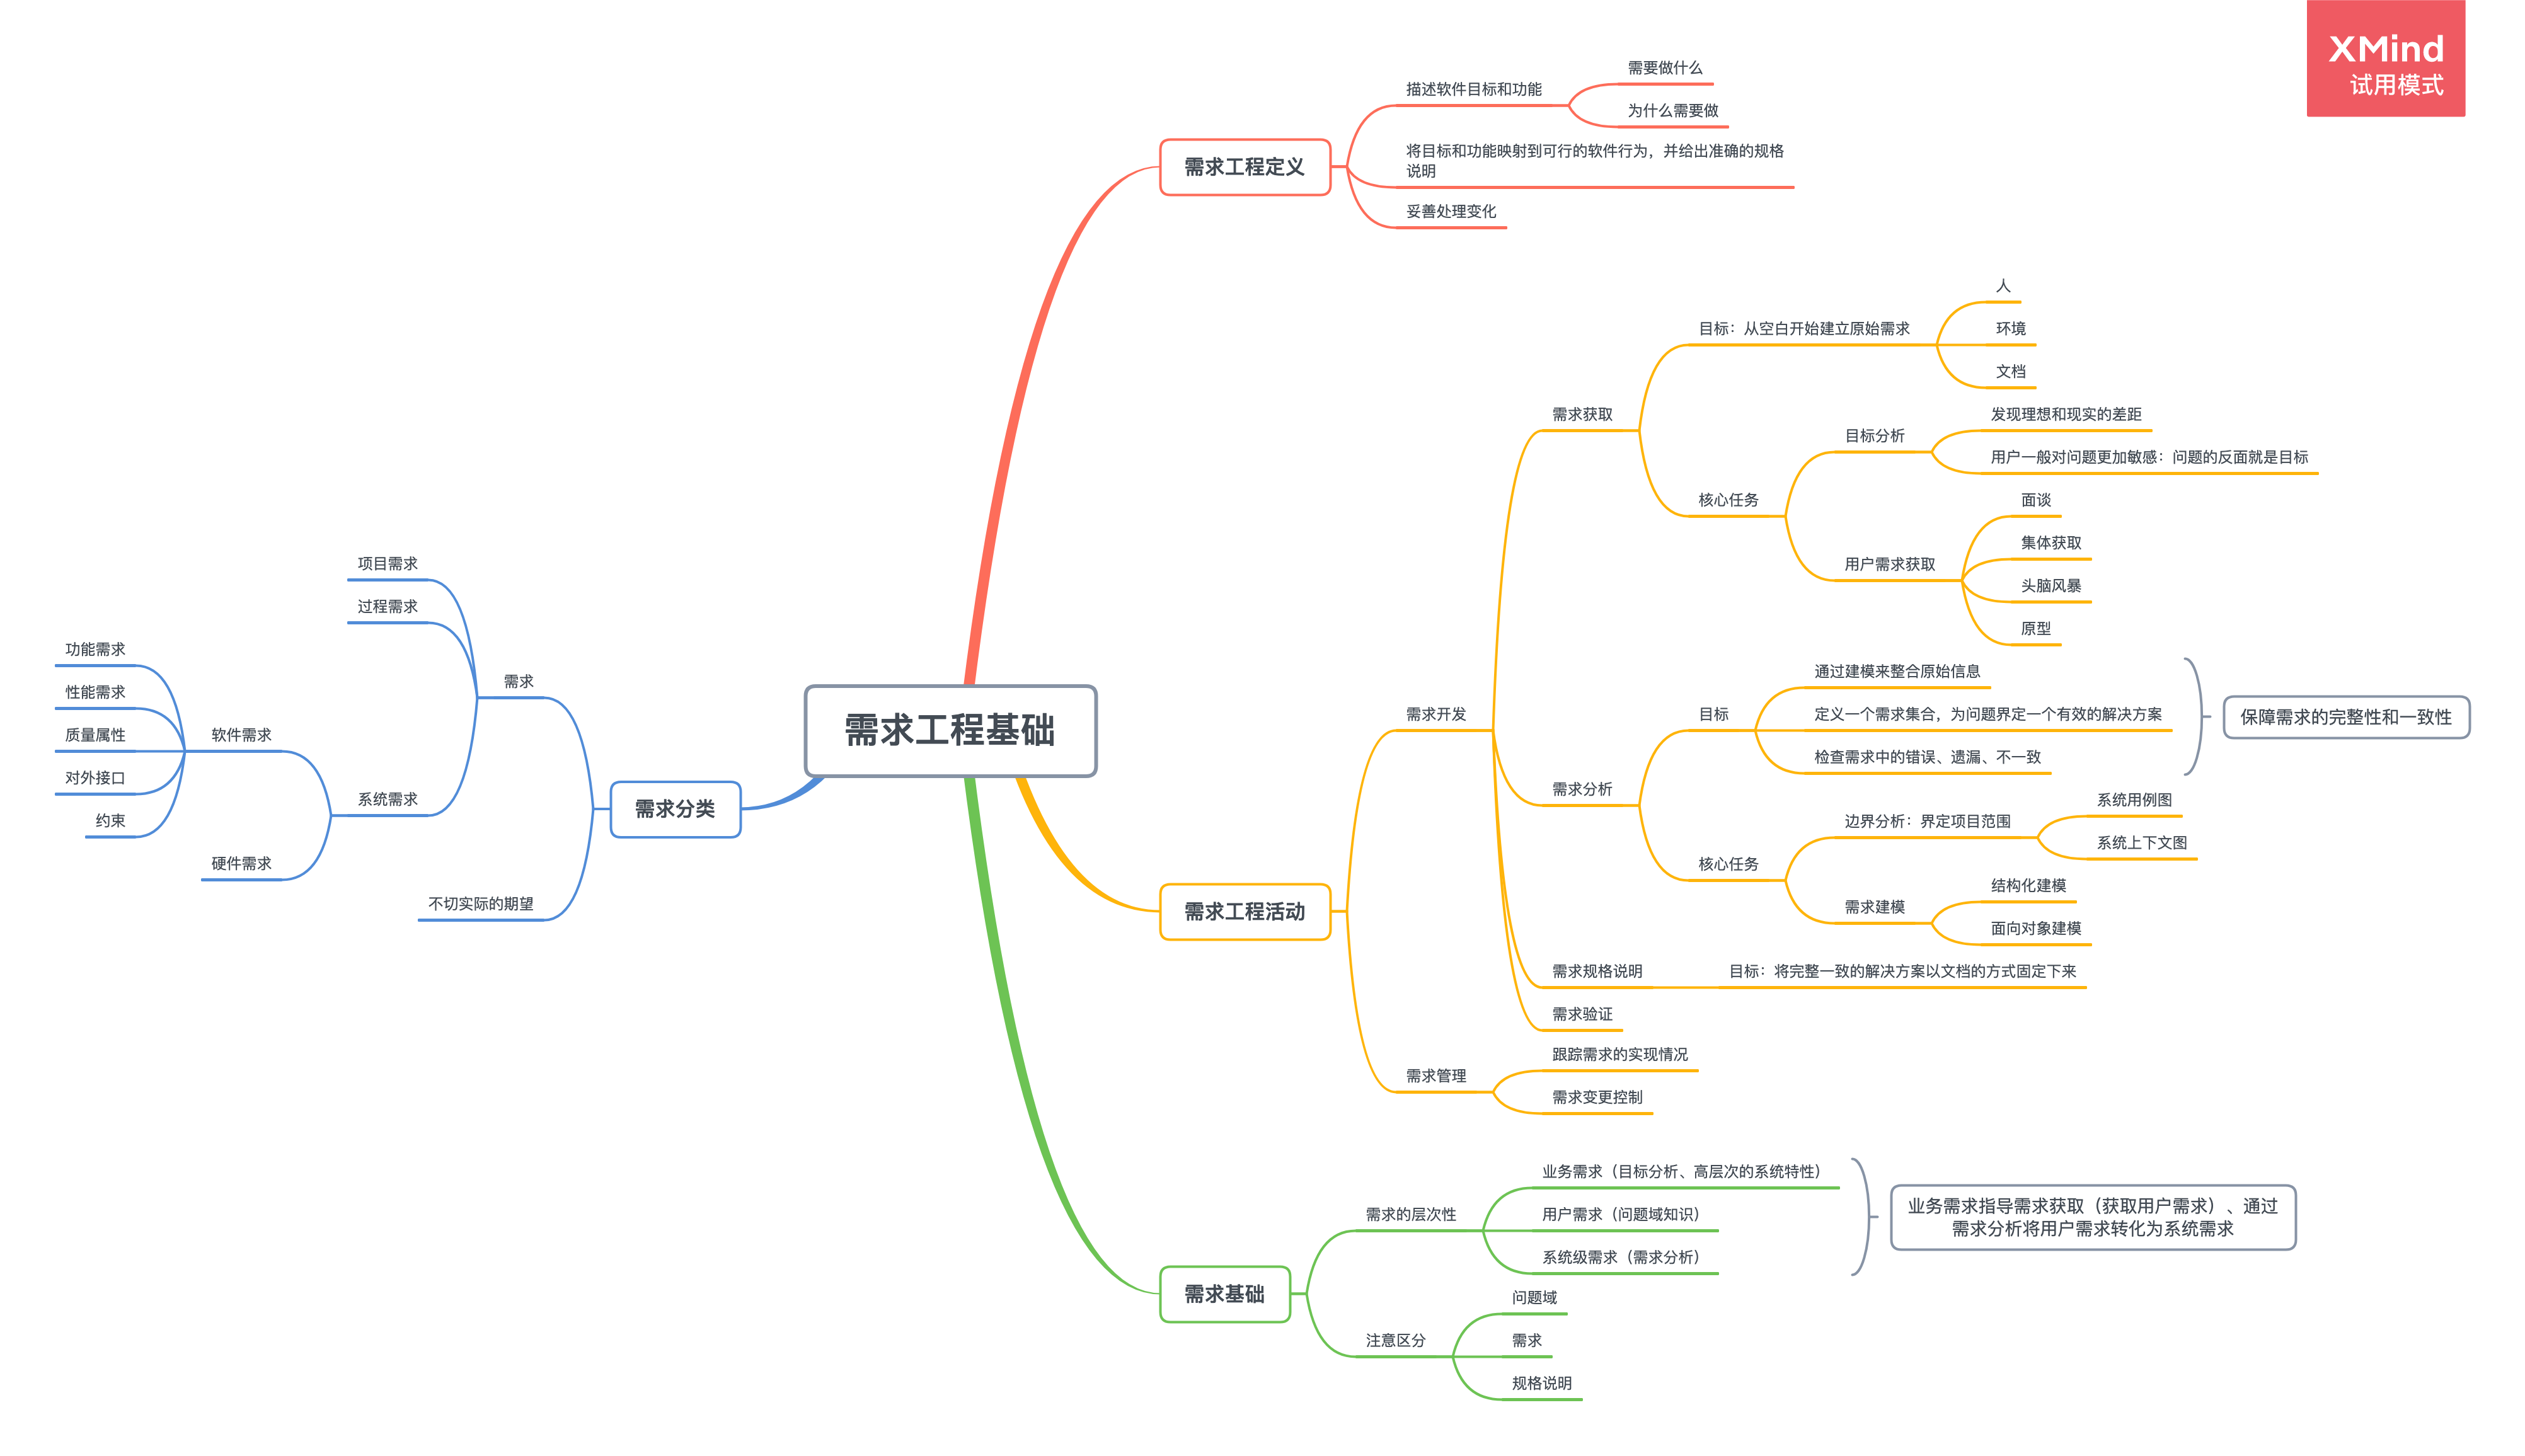 XMind
试用模式
需求工程基础
需求工程定义
描述软件目标和功能
需要做什么
为什么需要做
将目标和功能映射到可行的软件行为，并给出准确的规格
说明
妥善处理变化
需求工程活动
需求开发
需求获取
目标：从空白开始建立原始需求
人
环境
文档
核心任务
目标分析
发现理想和现实的差距
用户一般对问题更加敏感：问题的反面就是目标
用户需求获取
面谈
集体获取
头脑风暴
原型
需求分析
目标
通过建模来整合原始信息
定义一个需求集合，为问题界定一个有效的解决方案
检查需求中的错误、遗漏、不一致
保障需求的完整性和一致性
核心任务
边界分析：界定项目范围
系统用例图
系统上下文图
需求建模
结构化建模
面向对象建模
需求规格说明
目标：将完整一致的解决方案以文档的方式固定下来
需求验证
需求管理
跟踪需求的实现情况
需求变更控制
需求基础
需求的层次性
业务需求（目标分析、高层次的系统特性）
用户需求（问题域知识）
系统级需求（需求分析）
业务需求指导需求获取（获取用户需求）、通过
需求分析将用户需求转化为系统需求
注意区分
问题域
需求
规格说明
需求分类
需求
项目需求
过程需求
系统需求
软件需求
功能需求
性能需求
质量属性
对外接口
约束
硬件需求
不切实际的期望